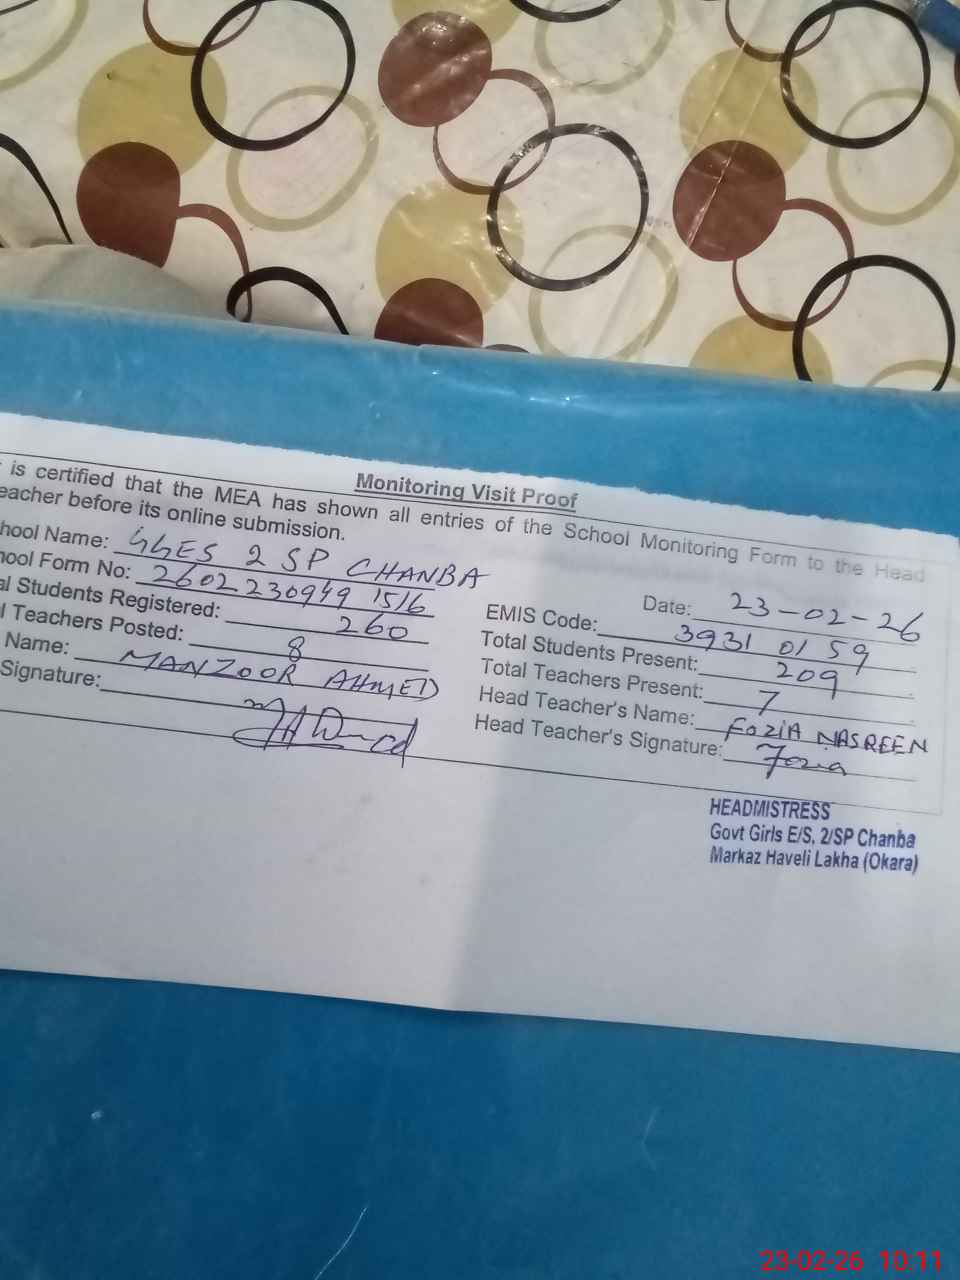 Monitoring Visit Proof
is certified that the MEA has shown all entries of the School Monitoring Form to the Head
eacher before its online submission.
Date: 23-02-26
hool Name: GGES 2 SP CHANBA
EMIS Code: 3931 01 59
hool Form No: 2602230949 1516
Total Students Present: 209
al Students Registered: 260
Total Teachers Present: 7
l Teachers Posted: 8
Head Teacher's Name: FOZIA NASREEN
Name: MANZOOR AHMED
Head Teacher's Signature: Fozia
Signature:
HEADMISTRESS
Govt Girls E/S, 2/SP Chanba
Markaz Haveli Lakha (Okara)
23-02-26 10:11